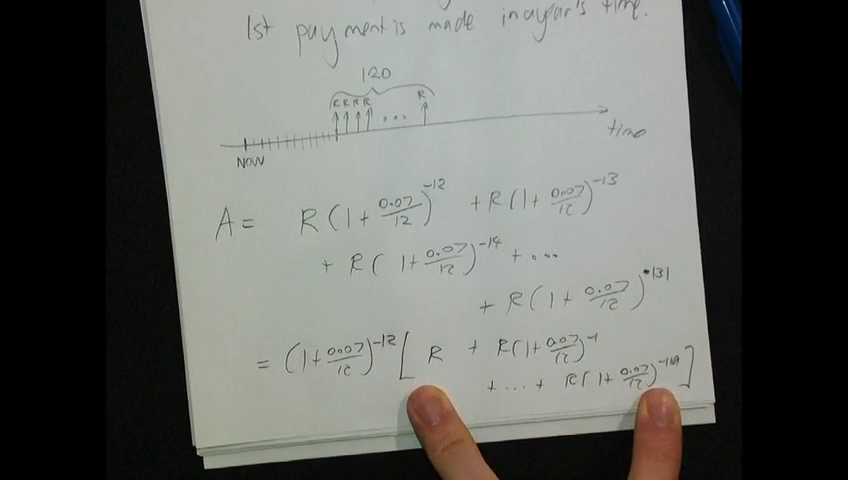 1st payment is made in a year's time.
120
R R R R ... R
NOW
time
A = R(1+0.07/12)^-12 + R(1+0.07/12)^-13
+ R(1+0.07/12)^-14 + ...
+ R(1+0.07/12)^-131
= (1+0.07/12)^-12 [R + R(1+0.07/12)^-1
+ ... + R(1+0.07/12)^-119]